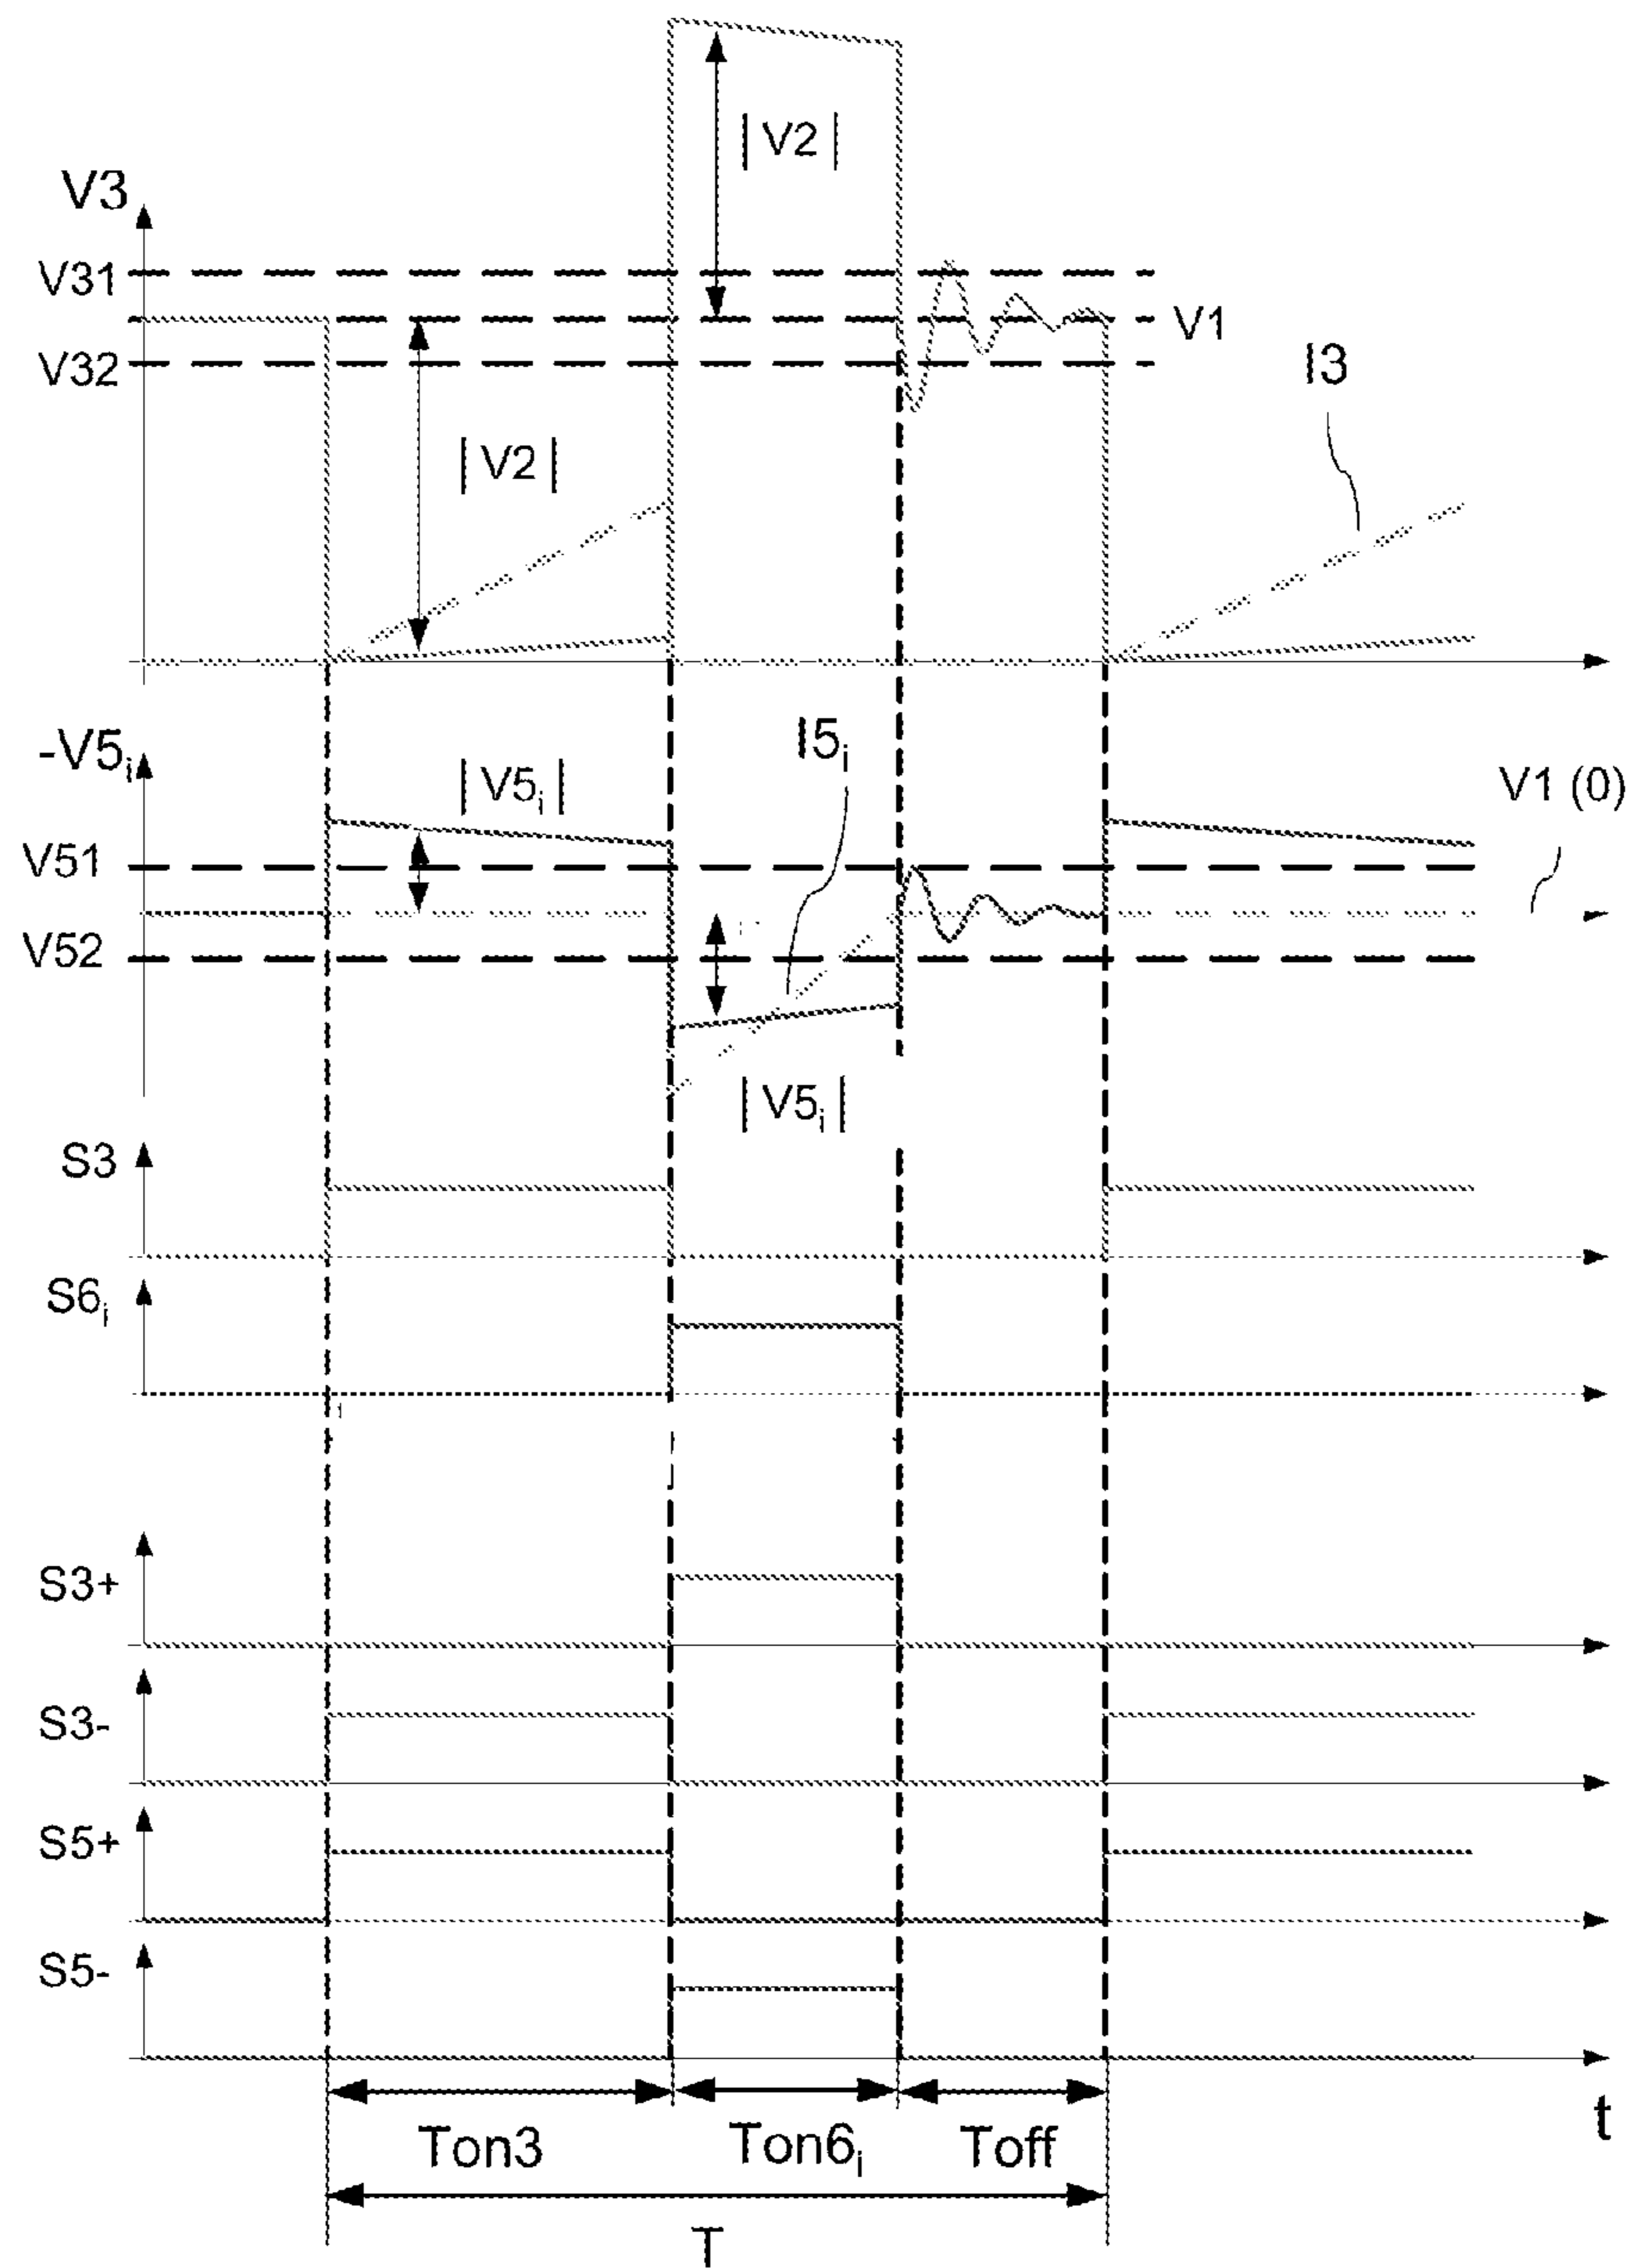 |V2|
V3
V31
V1
V32
I3
|V2|
-V5i
I5i
|V5i|
V1 (0)
V51
V52
|V5i|
S3
S6i
S3+
S3-
S5+
S5-
t
Ton3
Ton6i
Toff
T